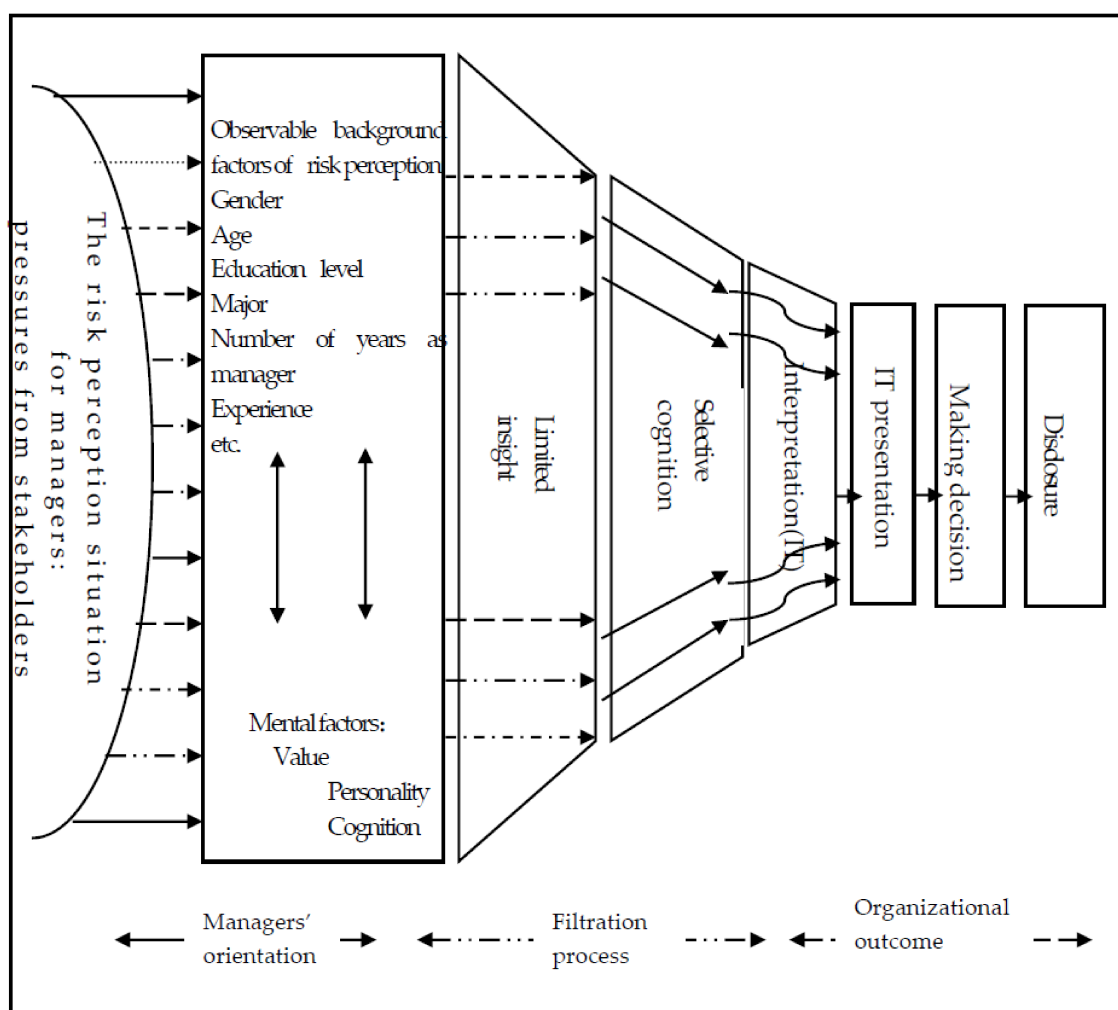 The risk perception situation
for managers:
pressures from stakeholders
Observable background
factors of risk perception
Gender
Age
Education level
Major
Number of years as
manager
Experience
etc.
Mental factors:
Value
Personality
Cognition
Limited
insight
Selective
cognition
Interpretation(IT)
IT presentation
Making decision
Disclosure
Managers'
orientation
Filtration
process
Organizational
outcome